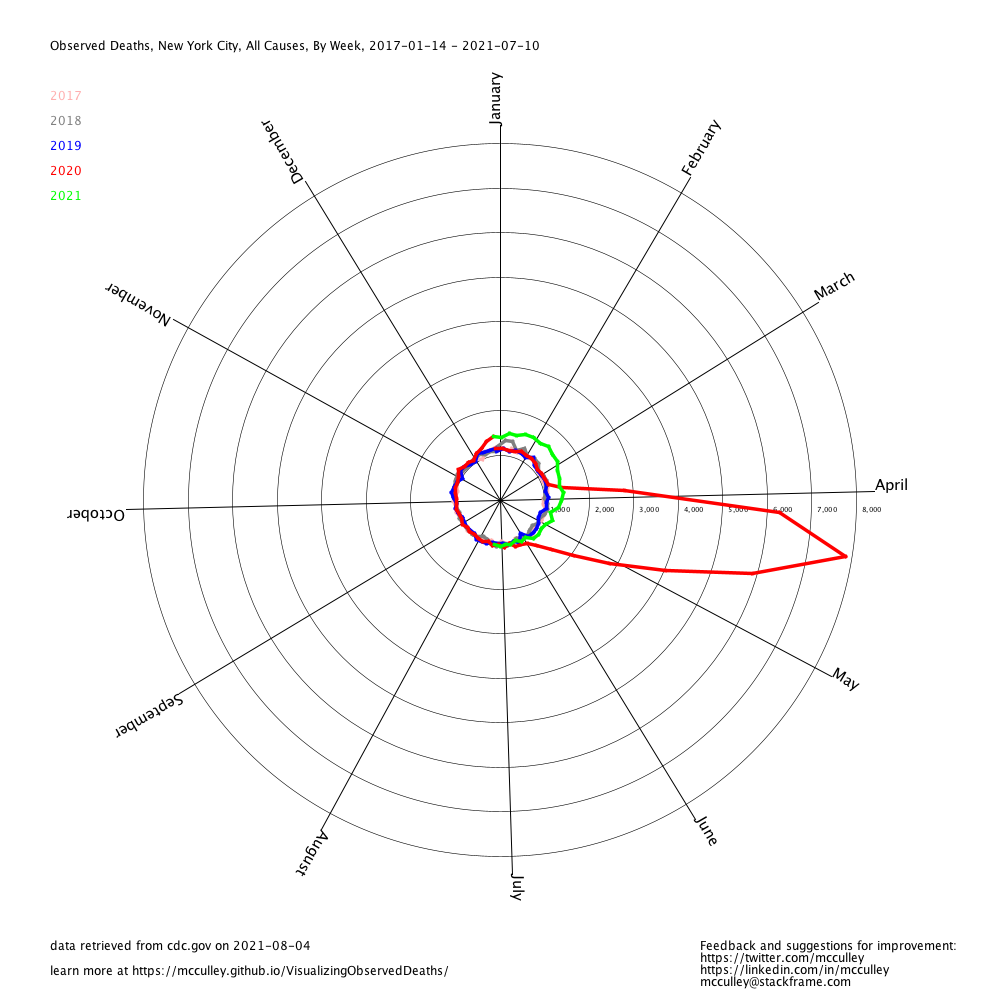 Observed Deaths, New York City, All Causes, By Week, 2017-01-14 - 2021-07-10
2017
2018
2019
2020
2021
January
February
March
April
May
June
July
August
September
October
November
December
1,000
2,000
3,000
4,000
5,000
6,000
7,000
8,000
data retrieved from cdc.gov on 2021-08-04
learn more at https://mcculley.github.io/VisualizingObservedDeaths/
Feedback and suggestions for improvement:
https://twitter.com/mcculley
https://linkedin.com/in/mcculley
mcculley@stackframe.com